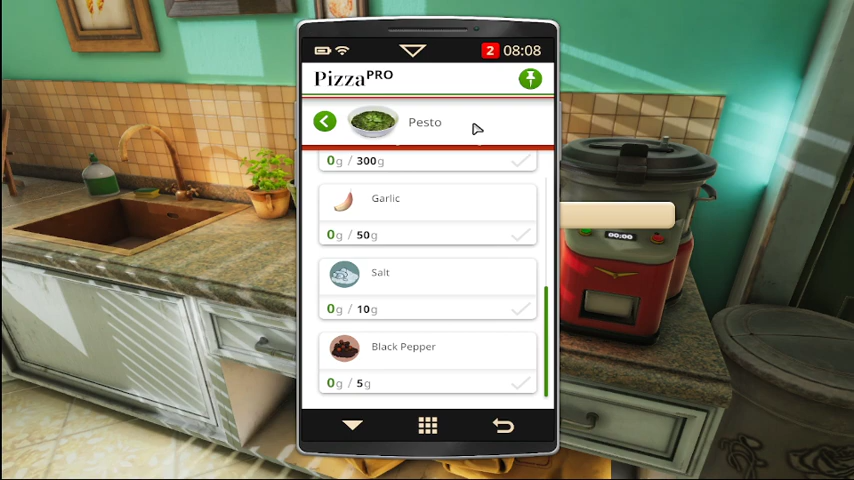 2 08:08
PizzaPRO
Pesto
0g / 300g
Garlic
0g / 50g
Salt
0g / 10g
Black Pepper
0g / 5g
00:00